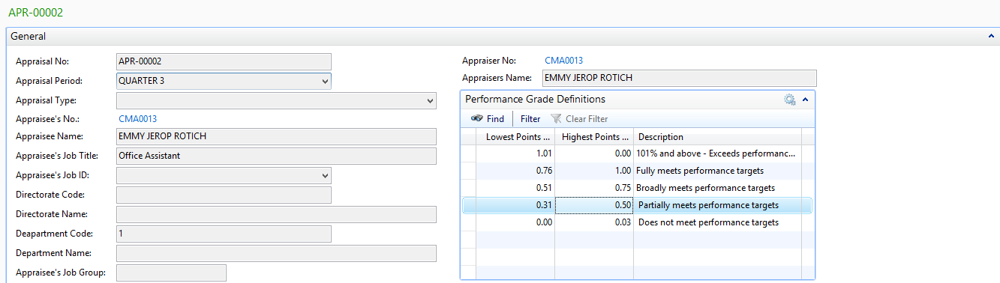 APR-00002
General
Appraisal No: APR-00002
Appraisal Period: QUARTER 3
Appraisal Type:
Appraisee's No.: CMA0013
Appraisee Name: EMMY JEROP ROTICH
Appraisee's Job Title: Office Assistant
Appraisee's Job ID:
Directorate Code:
Directorate Name:
Deapartment Code: 1
Department Name:
Appraisee's Job Group:
Appraiser No: CMA0013
Appraisers Name: EMMY JEROP ROTICH
Performance Grade Definitions
Find Filter Clear Filter
Lowest Points ... Highest Points ... Description
1.01 0.00 101% and above - Exceeds performanc...
0.76 1.00 Fully meets performance targets
0.51 0.75 Broadly meets performance targets
0.31 0.50 Partially meets performance targets
0.00 0.03 Does not meet performance targets